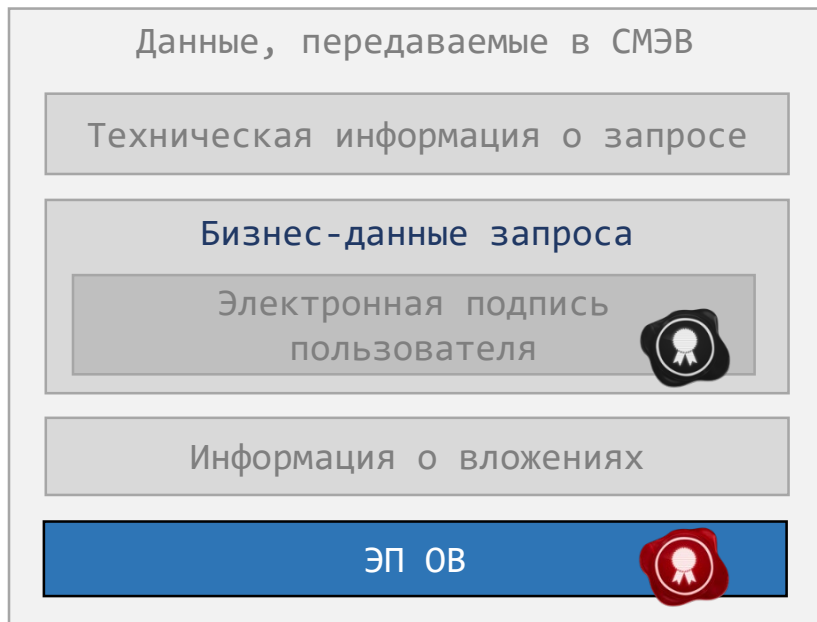 Данные, передаваемые в СМЭВ
Техническая информация о запросе
Бизнес-данные запроса
Электронная подпись
пользователя
Информация о вложениях
ЭП ОВ